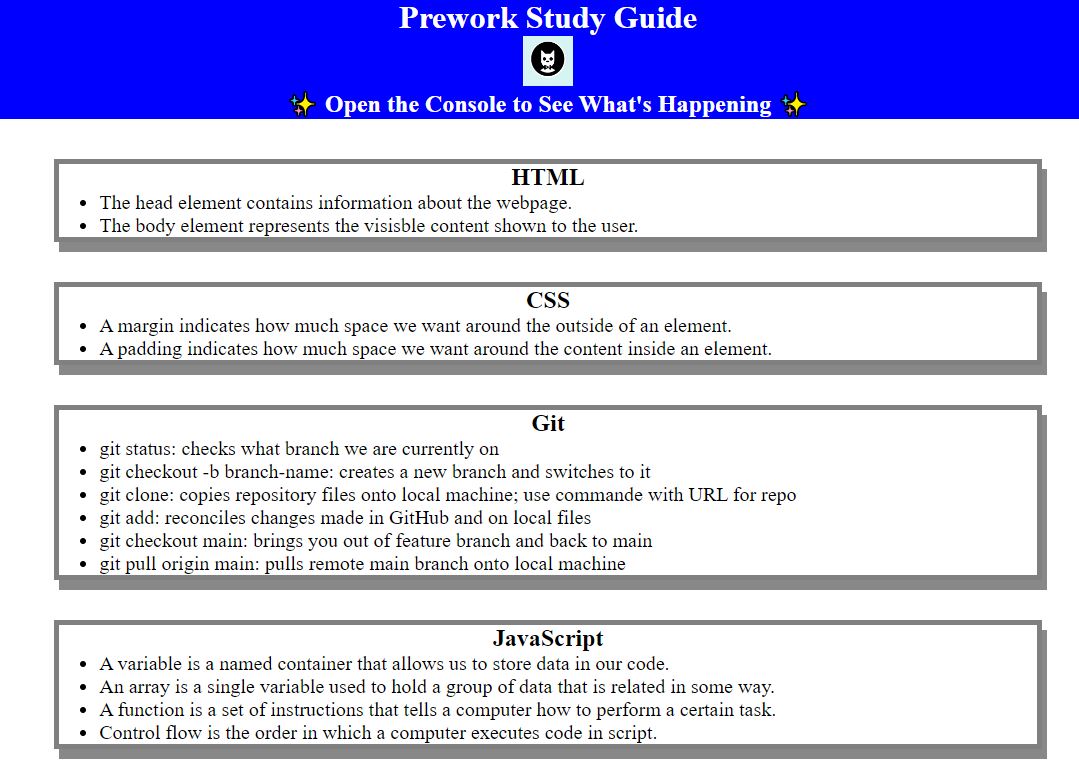 Prework Study Guide
✨ Open the Console to See What's Happening ✨
HTML
• The head element contains information about the webpage.
• The body element represents the visisble content shown to the user.
CSS
• A margin indicates how much space we want around the outside of an element.
• A padding indicates how much space we want around the content inside an element.
Git
• git status: checks what branch we are currently on
• git checkout -b branch-name: creates a new branch and switches to it
• git clone: copies repository files onto local machine; use commande with URL for repo
• git add: reconciles changes made in GitHub and on local files
• git checkout main: brings you out of feature branch and back to main
• git pull origin main: pulls remote main branch onto local machine
JavaScript
• A variable is a named container that allows us to store data in our code.
• An array is a single variable used to hold a group of data that is related in some way.
• A function is a set of instructions that tells a computer how to perform a certain task.
• Control flow is the order in which a computer executes code in script.